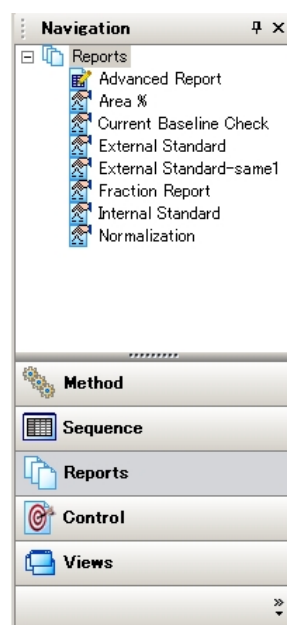 Navigation
Reports
Advanced Report
Area %
Current Baseline Check
External Standard
External Standard-same1
Fraction Report
Internal Standard
Normalization
Method
Sequence
Reports
Control
Views